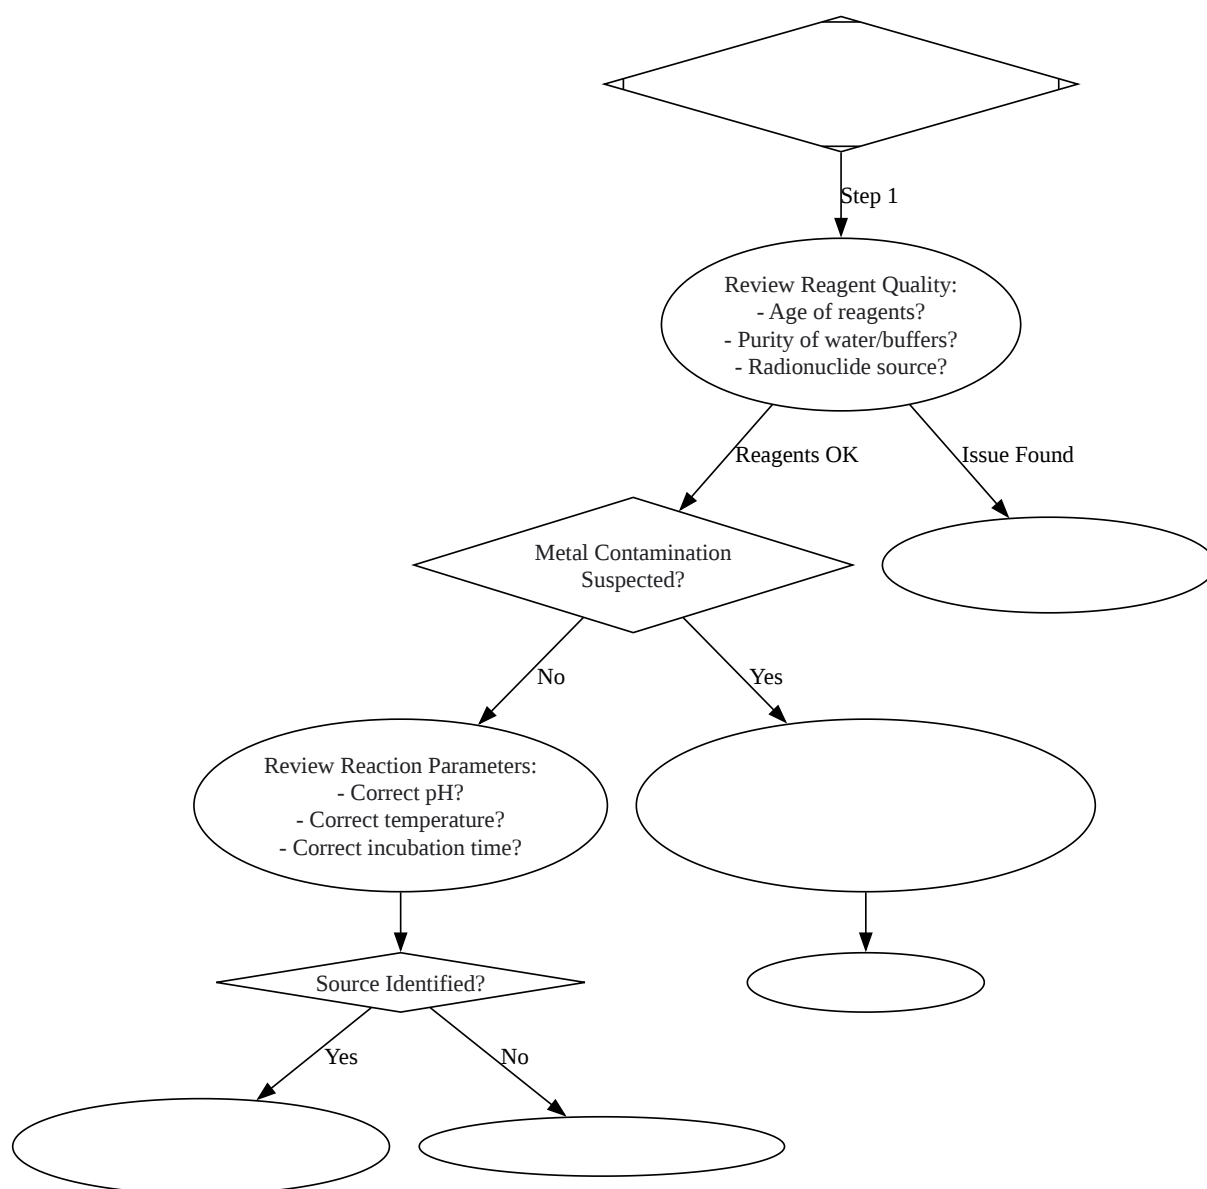 Step 1
Review Reagent Quality:
- Age of reagents?
- Purity of water/buffers?
- Radionuclide source?
Reagents OK
Issue Found
Metal Contamination
Suspected?
No
Yes
Review Reaction Parameters:
- Correct pH?
- Correct temperature?
- Correct incubation time?
Source Identified?
Yes
No